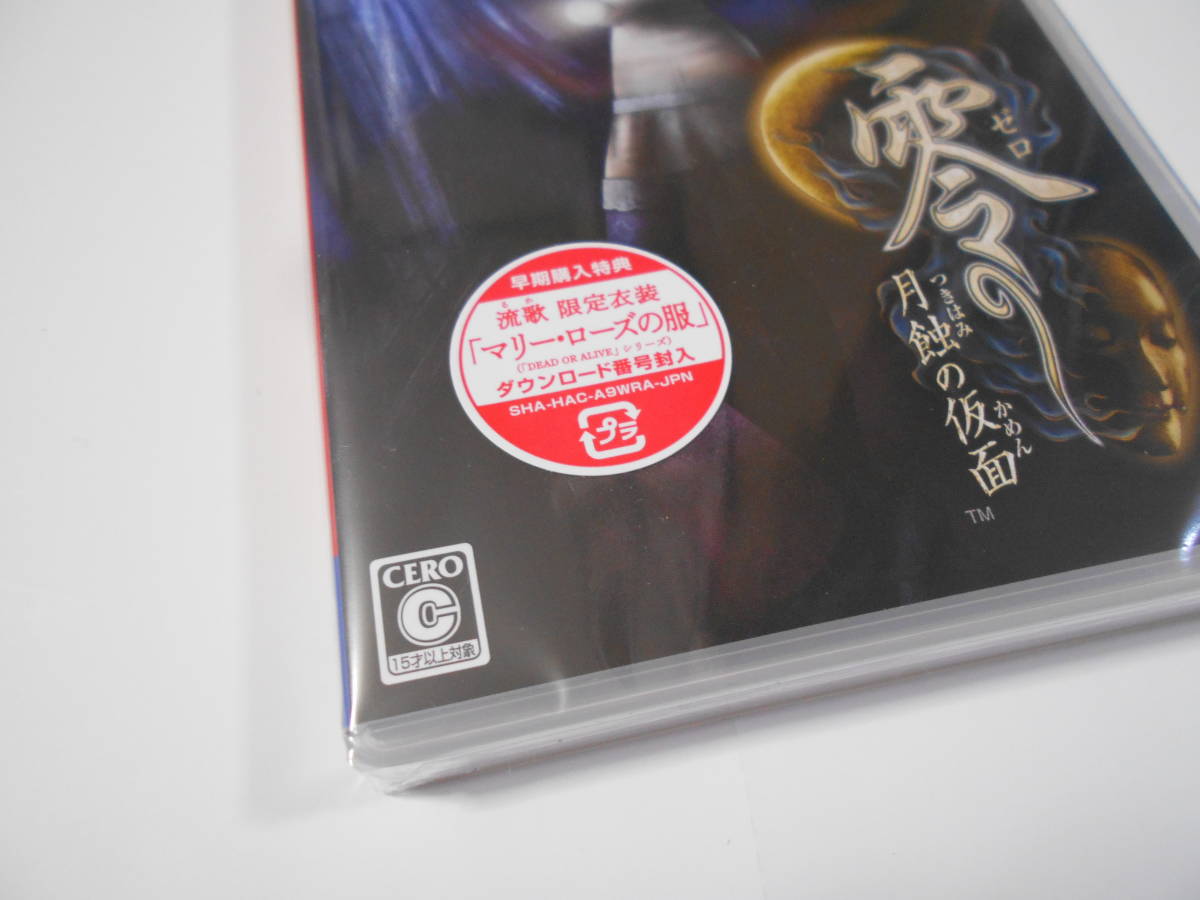 零
ゼロ
つきはみ
月蝕の仮面
かめん
TM
早期購入特典
るか
流歌 限定衣装
「マリー・ローズの服」
(「DEAD OR ALIVE」シリーズ)
ダウンロード番号封入
SHA-HAC-A9WRA-JPN
プラ
CERO
C
15才以上対象